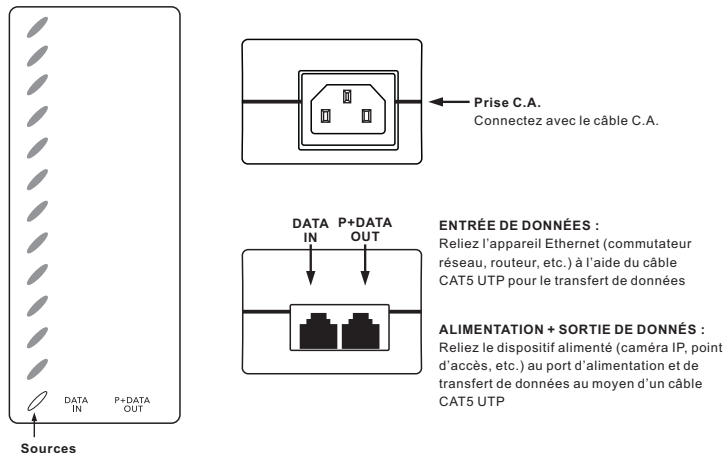 Prise C.A.
Connectez avec le câble C.A.
DATA IN
P+DATA OUT
ENTRÉE DE DONNÉES :
Reliez l’appareil Ethernet (commutateur
réseau, routeur, etc.) à l’aide du câble
CAT5 UTP pour le transfert de données
ALIMENTATION + SORTIE DE DONNÉS :
Reliez le dispositif alimenté (caméra IP, point
d’accès, etc.) au port d’alimentation et de
transfert de données au moyen d’un câble
CAT5 UTP
DATA IN
P+DATA OUT
Sources